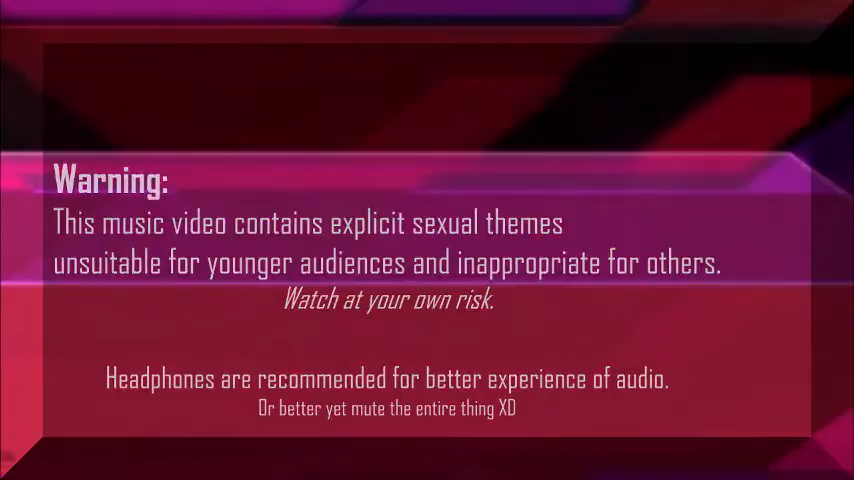 Warning:
This music video contains explicit sexual themes
unsuitable for younger audiences and inappropriate for others.
Watch at your own risk.
Headphones are recommended for better experience of audio.
Or better yet mute the entire thing XD